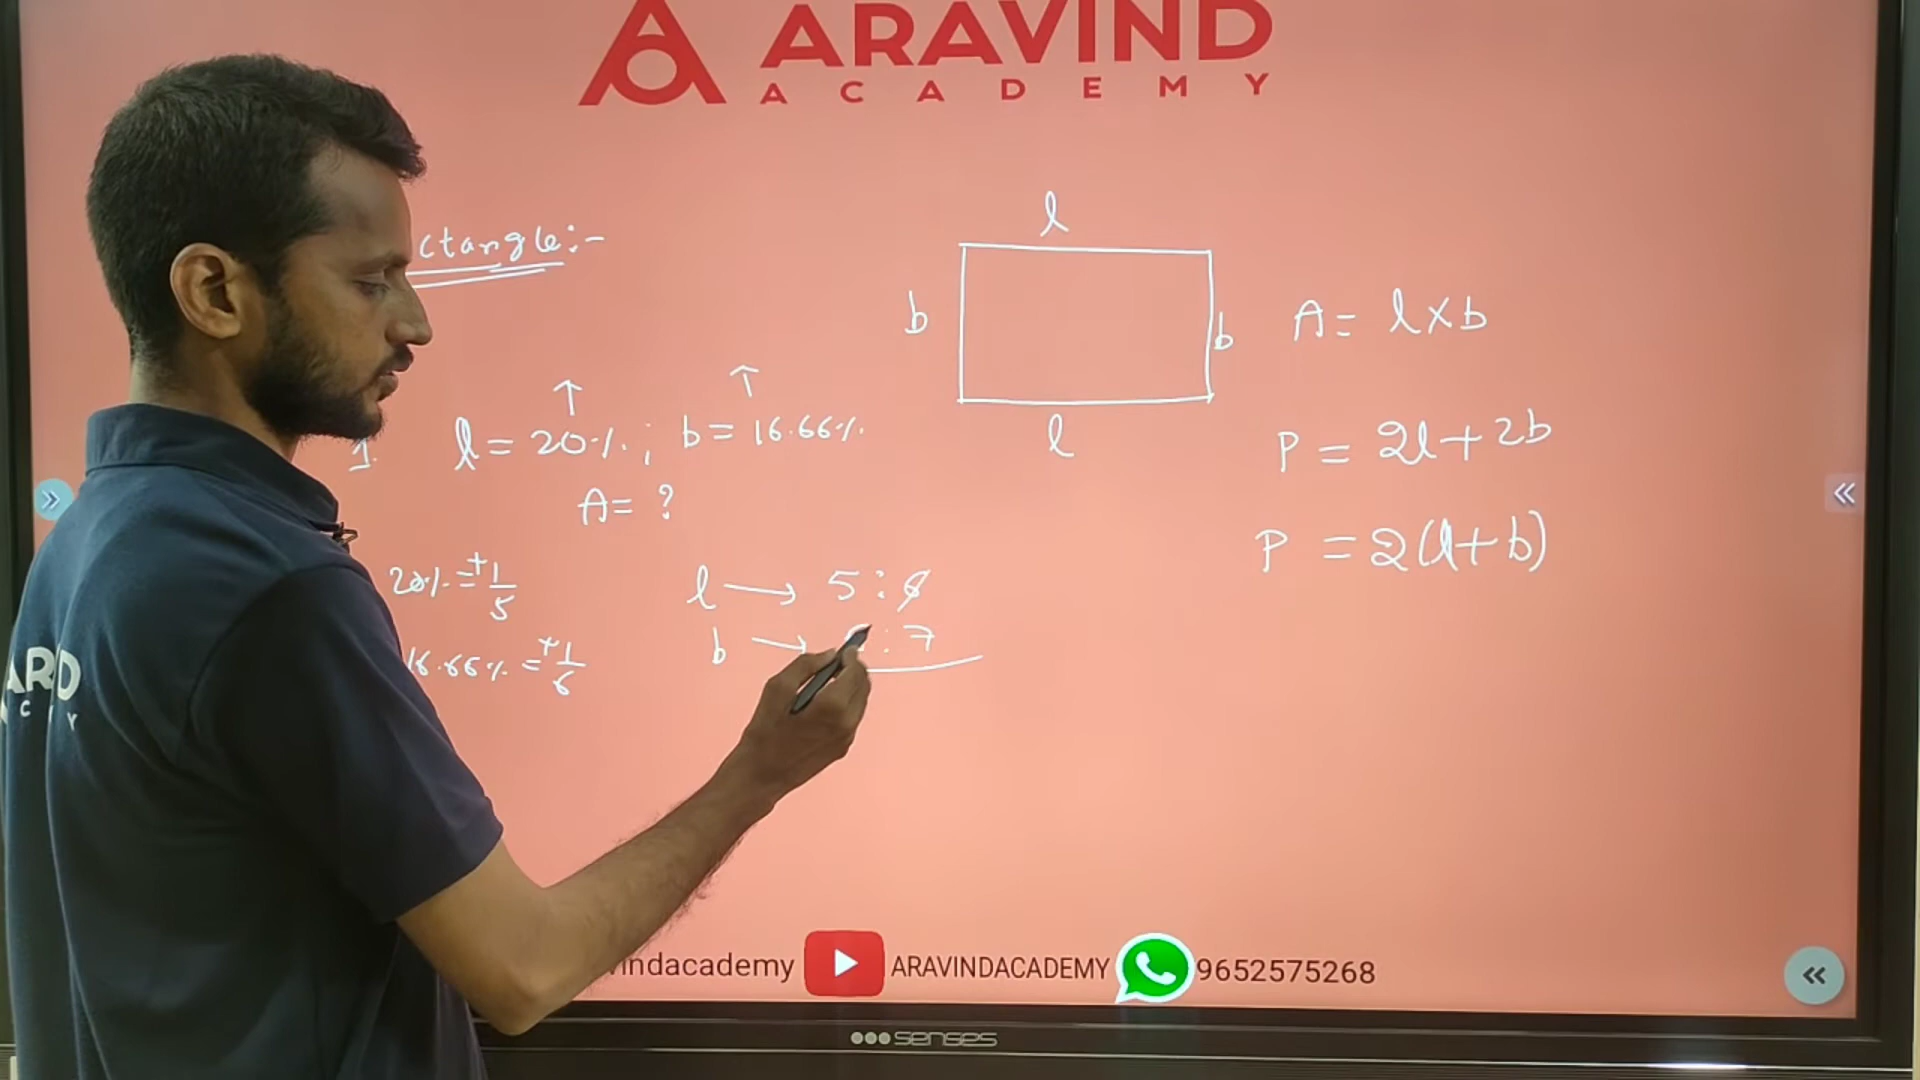 ARAVIND
ACADEMY
ctangle:-
l
b
b
l
A = l×b
P = 2l+2b
P = 2(l+b)
↑ ↑
1. l = 20%; b = 16.66%
A = ?
20% = +1/5
16.66% = +1/6
l → 5 : 6
b → : 7
indacademy
ARAVINDACADEMY
9652575268
senses